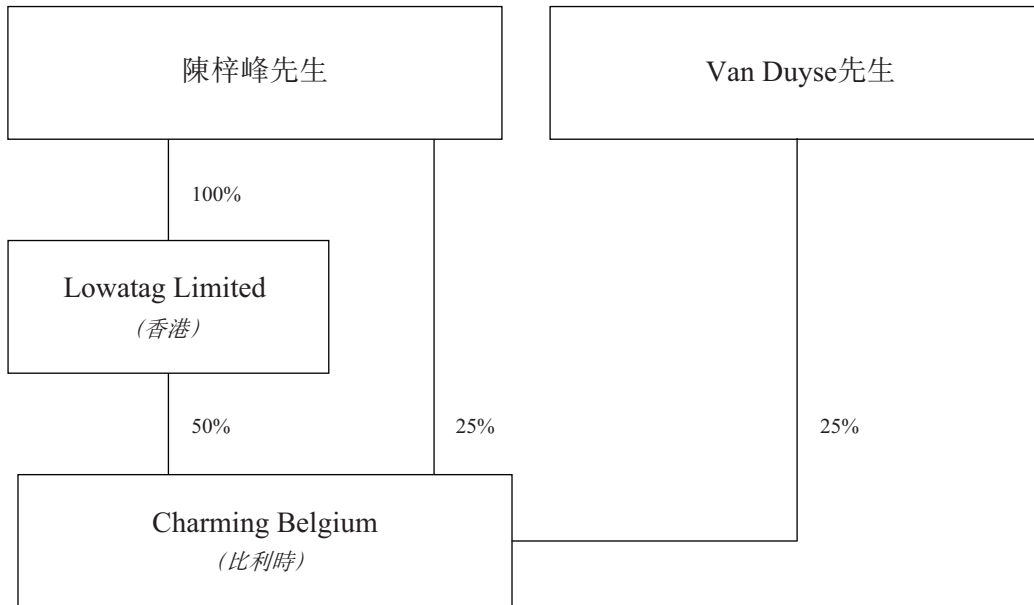 陳梓峰先生
Van Duyse先生
100%
Lowatag Limited
（香港）
50%
25%
25%
Charming Belgium
（比利時）